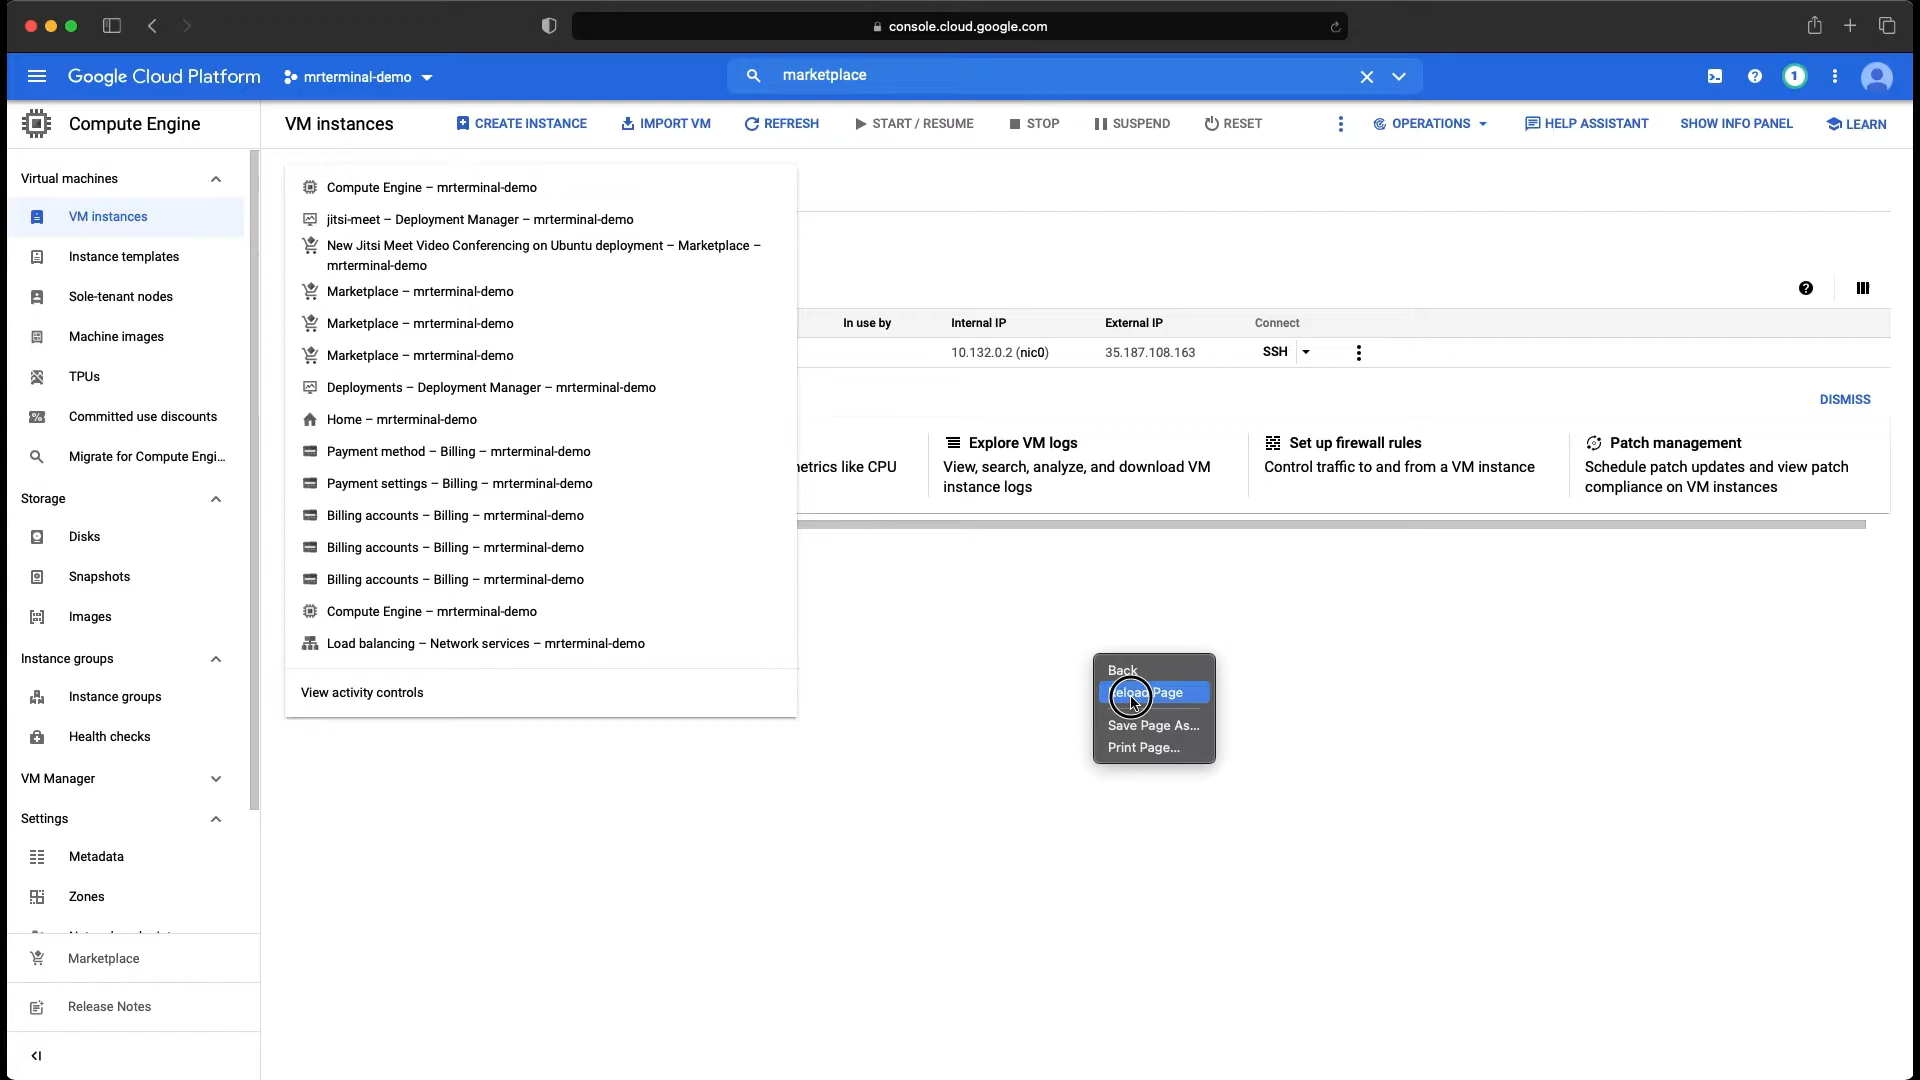 console.cloud.google.com
Google Cloud Platform
mrterminal-demo
marketplace
1
Compute Engine
VM instances
CREATE INSTANCE
IMPORT VM
REFRESH
START / RESUME
STOP
SUSPEND
RESET
OPERATIONS
HELP ASSISTANT
SHOW INFO PANEL
LEARN
Virtual machines
VM instances
Instance templates
Sole-tenant nodes
Machine images
TPUs
Committed use discounts
Migrate for Compute Engi...
Storage
Disks
Snapshots
Images
Instance groups
Instance groups
Health checks
VM Manager
Settings
Metadata
Zones
Marketplace
Release Notes
Compute Engine – mrterminal-demo
jitsi-meet – Deployment Manager – mrterminal-demo
New Jitsi Meet Video Conferencing on Ubuntu deployment – Marketplace –
mrterminal-demo
Marketplace – mrterminal-demo
Marketplace – mrterminal-demo
Marketplace – mrterminal-demo
Deployments – Deployment Manager – mrterminal-demo
Home – mrterminal-demo
Payment method – Billing – mrterminal-demo
Payment settings – Billing – mrterminal-demo
Billing accounts – Billing – mrterminal-demo
Billing accounts – Billing – mrterminal-demo
Billing accounts – Billing – mrterminal-demo
Compute Engine – mrterminal-demo
Load balancing – Network services – mrterminal-demo
View activity controls
In use by
Internal IP
External IP
Connect
10.132.0.2 (nic0)
35.187.108.163
SSH
DISMISS
etrics like CPU
Explore VM logs
View, search, analyze, and download VM
instance logs
Set up firewall rules
Control traffic to and from a VM instance
Patch management
Schedule patch updates and view patch
compliance on VM instances
Back
Reload Page
Save Page As...
Print Page...